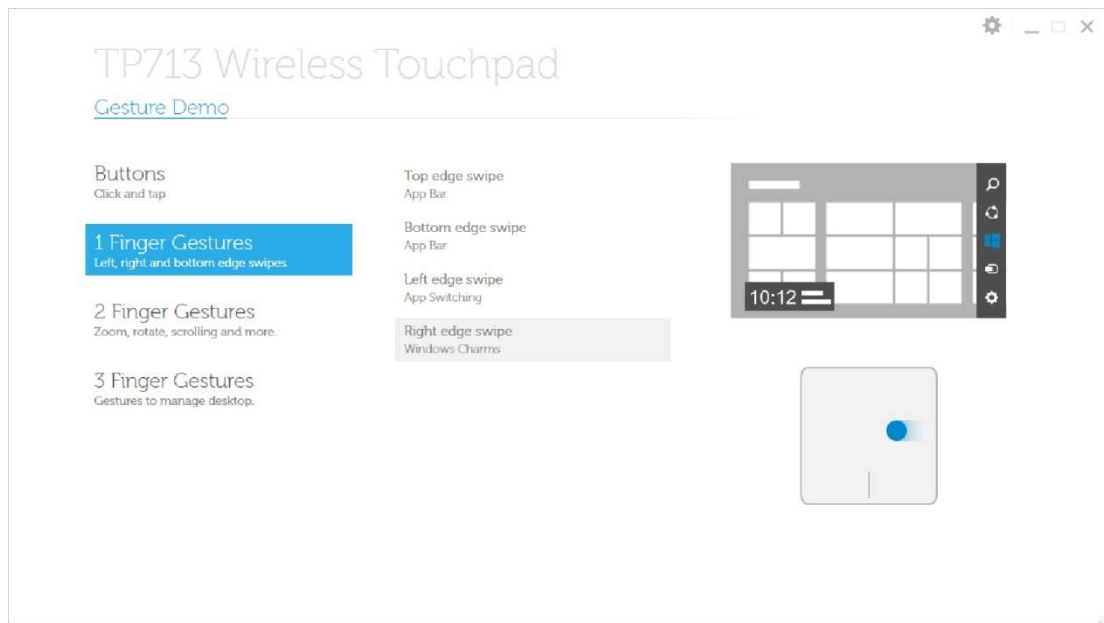 TP713 Wireless Touchpad
Gesture Demo
Buttons
Click and tap
1 Finger Gestures
Left, right and bottom edge swipes.
2 Finger Gestures
Zoom, rotate, scrolling and more.
3 Finger Gestures
Gestures to manage desktop.
Top edge swipe
App Bar
Bottom edge swipe
App Bar
Left edge swipe
App Switching
Right edge swipe
Windows Charms
10:12